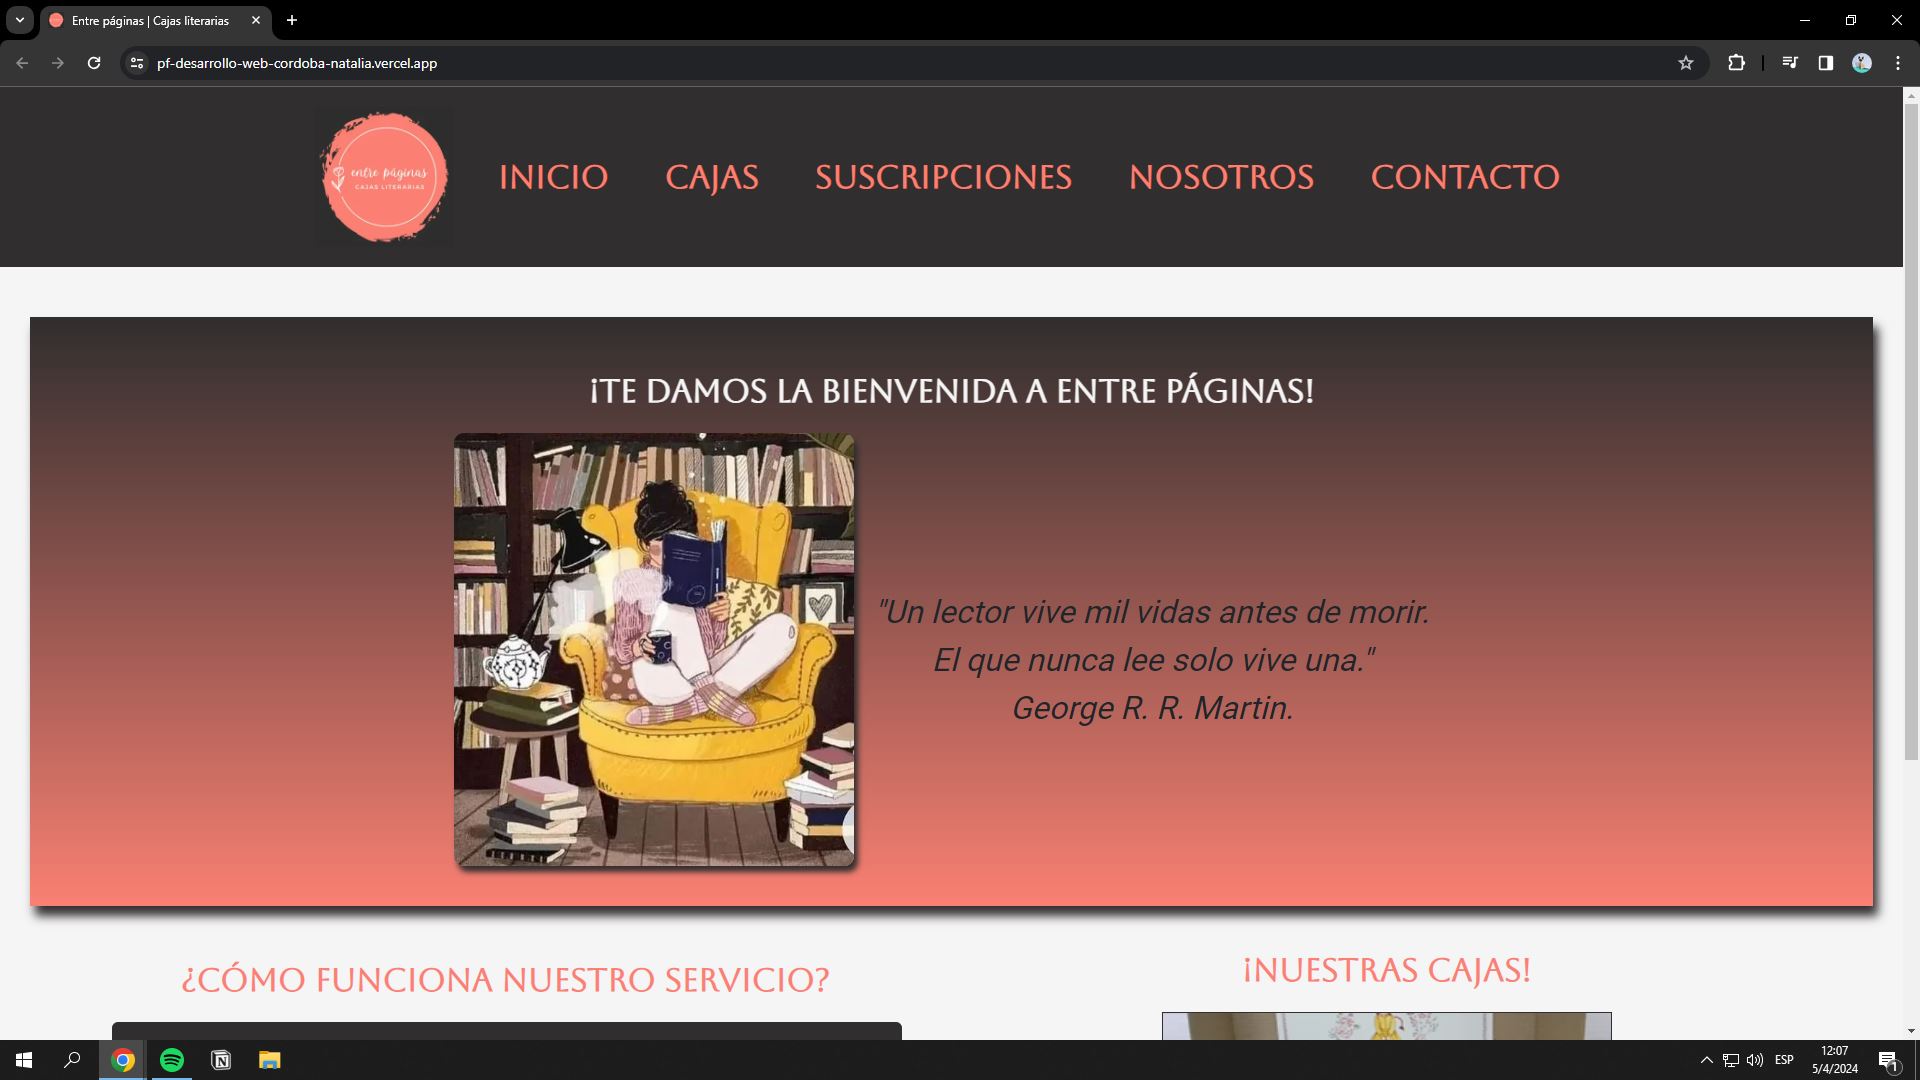 Entre páginas | Cajas literarias
pf-desarrollo-web-cordoba-natalia.vercel.app
entre páginas
CAJAS LITERARIAS
INICIO
CAJAS
SUSCRIPCIONES
NOSOTROS
CONTACTO
¡TE DAMOS LA BIENVENIDA A ENTRE PÁGINAS!
"Un lector vive mil vidas antes de morir.
El que nunca lee solo vive una."
George R. R. Martin.
¿CÓMO FUNCIONA NUESTRO SERVICIO?
¡NUESTRAS CAJAS!
ESP
12:07
5/4/2024
1